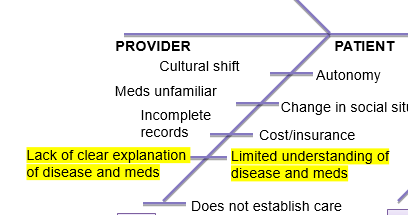 PROVIDER
PATIENT
Cultural shift
Autonomy
Meds unfamiliar
Change in social
Incomplete
records
Cost/insurance
Lack of clear explanation
of disease and meds
Limited understanding of
disease and meds
Does not establish care